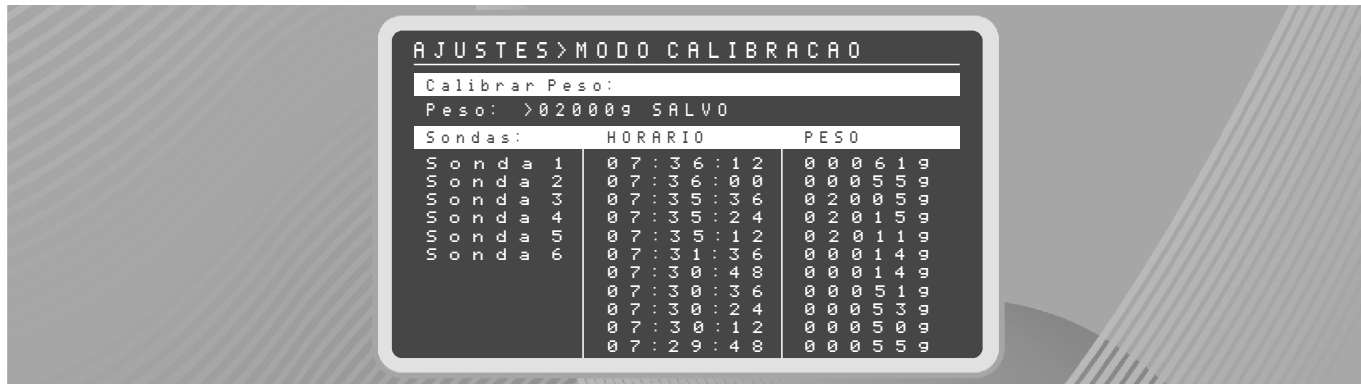 AJUSTES>MODO CALIBRACAO
Calibrar Peso:
Peso: >02000g SALVO
Sondas: HORARIO PESO
Sonda 1 07:36:12 00061g
Sonda 2 07:36:00 00055g
Sonda 3 07:35:36 02005g
Sonda 4 07:35:24 02015g
Sonda 5 07:35:12 02011g
Sonda 6 07:31:36 00014g
07:30:48 00014g
07:30:36 00051g
07:30:24 00053g
07:30:12 00050g
07:29:48 00055g